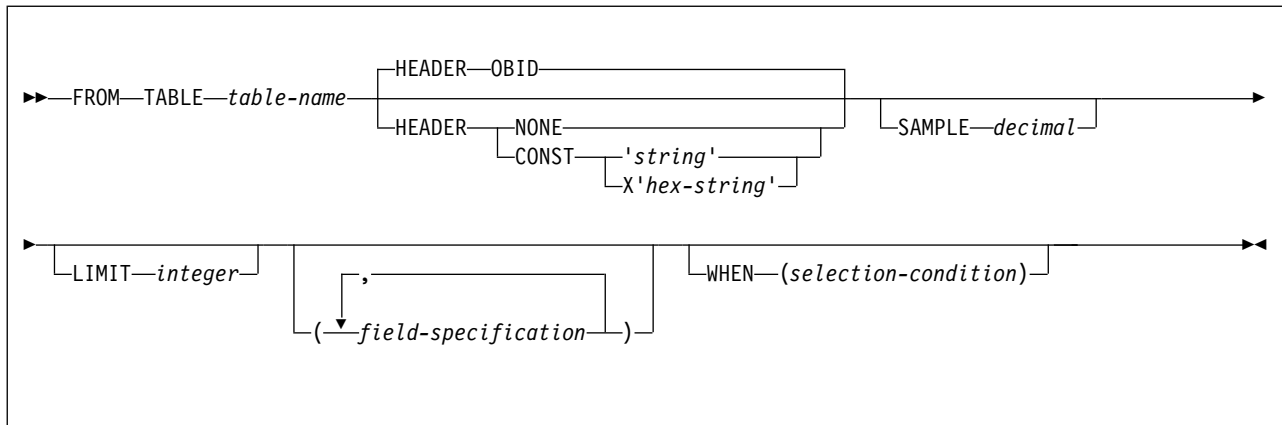 HEADER OBID
FROM TABLE table-name
HEADER NONE SAMPLE decimal
CONST 'string'
X'hex-string'
LIMIT integer , WHEN (selection-condition)
( field-specification )